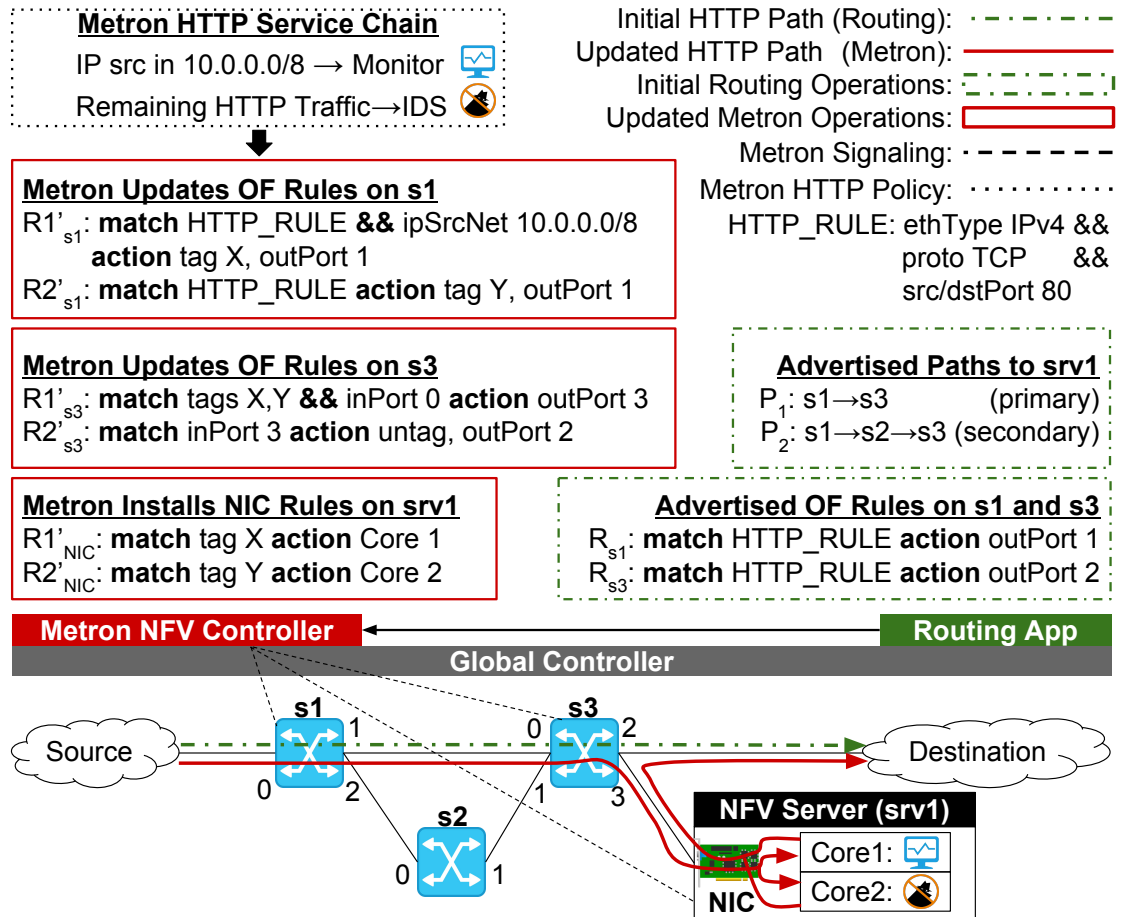 Metron HTTP Service Chain
IP src in 10.0.0.0/8 → Monitor
Remaining HTTP Traffic→IDS
Initial HTTP Path (Routing):
Updated HTTP Path (Metron):
Initial Routing Operations:
Updated Metron Operations:
Metron Signaling:
Metron HTTP Policy:
HTTP_RULE: ethType IPv4 &&
proto TCP &&
src/dstPort 80
Metron Updates OF Rules on s1
R1's1: match HTTP_RULE && ipSrcNet 10.0.0.0/8
action tag X, outPort 1
R2's1: match HTTP_RULE action tag Y, outPort 1
Metron Updates OF Rules on s3
R1's3: match tags X,Y && inPort 0 action outPort 3
R2's3: match inPort 3 action untag, outPort 2
Advertised Paths to srv1
P1: s1→s3 (primary)
P2: s1→s2→s3 (secondary)
Metron Installs NIC Rules on srv1
R1'NIC: match tag X action Core 1
R2'NIC: match tag Y action Core 2
Advertised OF Rules on s1 and s3
Rs1: match HTTP_RULE action outPort 1
Rs3: match HTTP_RULE action outPort 2
Metron NFV Controller
Routing App
Global Controller
Source
s1
0
1
2
s2
0
1
s3
0
1
2
3
Destination
NFV Server (srv1)
NIC
Core1:
Core2: